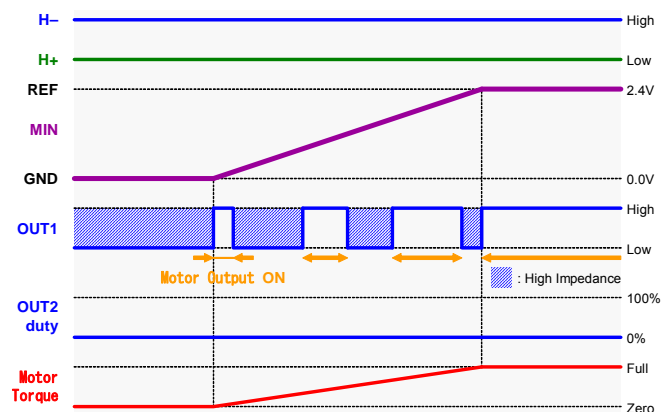 H– High
H+ Low
REF 2.4V
MIN
GND 0.0V
High
OUT1
Low
Motor Output ON
: High Impedance
100%
OUT2
duty
0%
Full
Motor
Torque
Zero